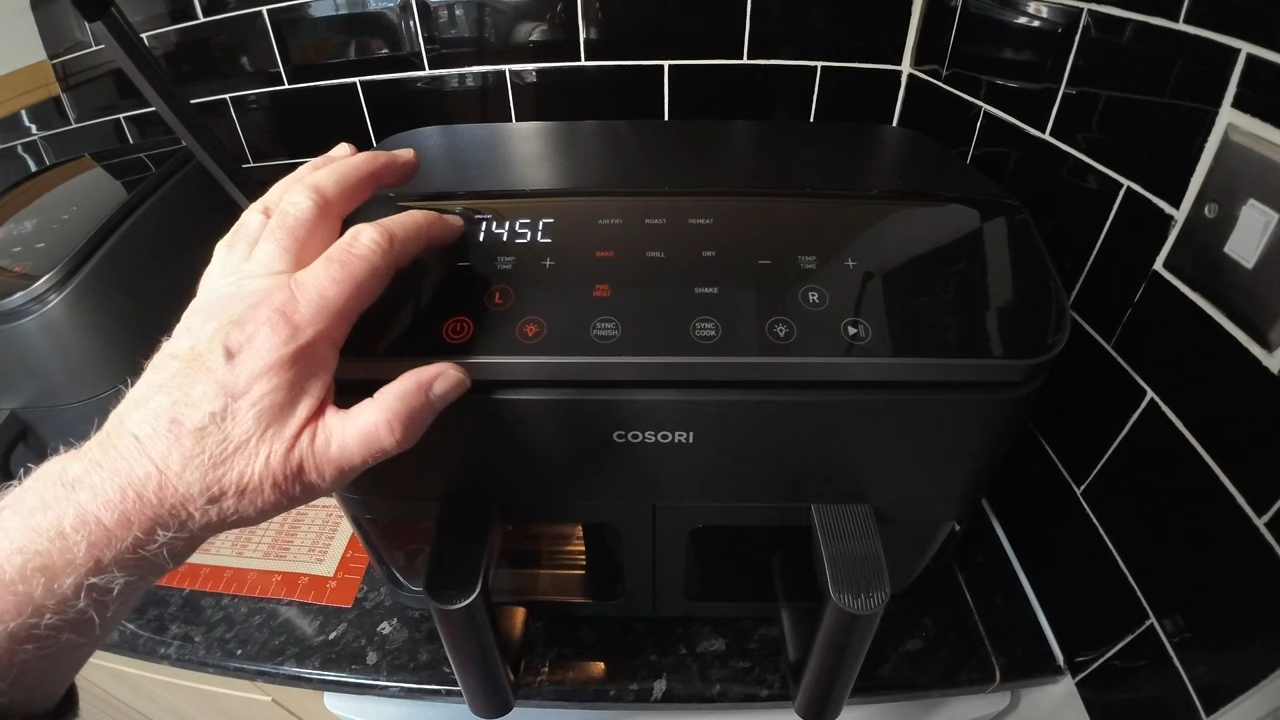 PREHEAT
145C
AIR FRY ROAST REHEAT
BAKE GRILL DRY
TEMP
TIME
TEMP
TIME
L
PRE
HEAT
SHAKE
R
SYNC
FINISH
SYNC
COOK
COSORI